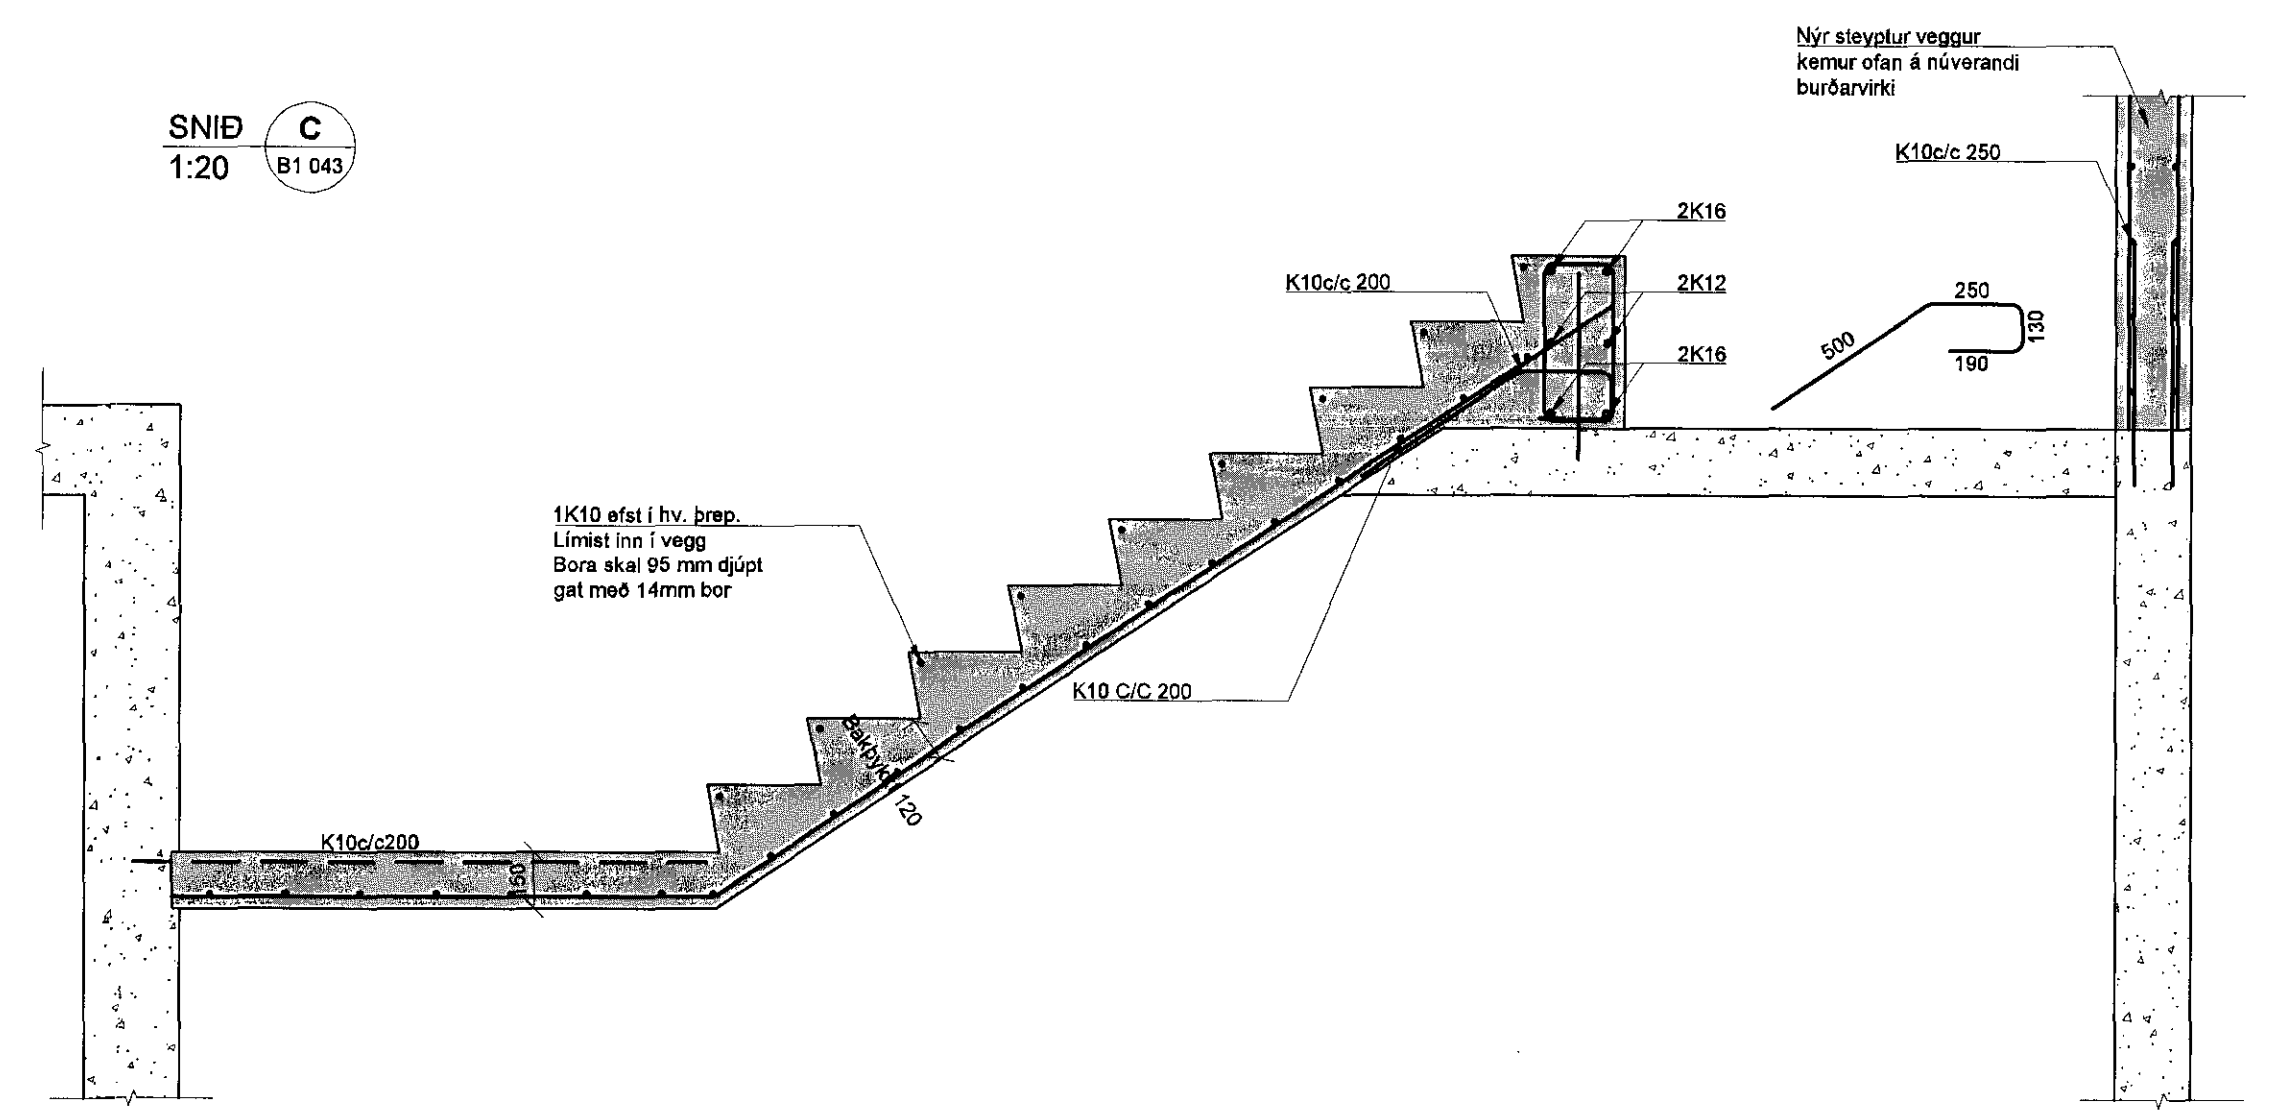 SNIÐ
1:20
C
B1 043
Nýr steyptur veggur
kemur ofan á núverandi
burðarvirki
K10c/c 250
2K16
K10c/c 200
2K12
2K16
250
130
500
190
1K10 efst í hv. þrep.
Límist inn í vegg
Bora skal 95 mm djúpt
gat með 14mm bor
K10 C/C 200
Bakþykt
120
K10c/c200
150